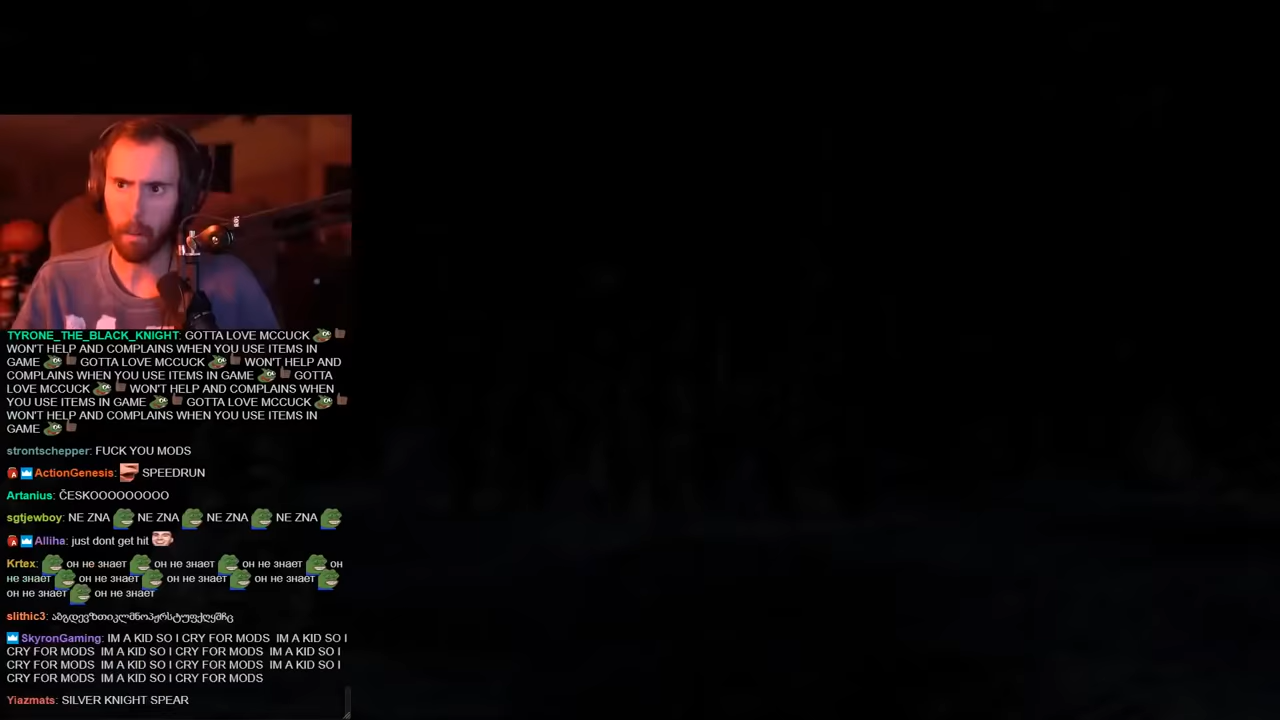 TYRONE_THE_BLACK_KNIGHT: GOTTA LOVE MCCUCK
WON'T HELP AND COMPLAINS WHEN YOU USE ITEMS IN
GAME GOTTA LOVE MCCUCK WON'T HELP AND
COMPLAINS WHEN YOU USE ITEMS IN GAME GOTTA
LOVE MCCUCK WON'T HELP AND COMPLAINS WHEN
YOU USE ITEMS IN GAME GOTTA LOVE MCCUCK
WON'T HELP AND COMPLAINS WHEN YOU USE ITEMS IN
GAME
strontschepper: FUCK YOU MODS
ActionGenesis: SPEEDRUN
Artanius: ČESKOOOOOOOOO
sgtjewboy: NE ZNA NE ZNA NE ZNA NE ZNA
Alliha: just dont get hit
Krtex: он не знает он не знает он не знает он
не знает он не знает он не знает он не знает
он не знает он не знает
slithic3: აბგდევზთიკლმნოპჟრსტუფქღყშჩც
SkyronGaming: IM A KID SO I CRY FOR MODS IM A KID SO I
CRY FOR MODS IM A KID SO I CRY FOR MODS IM A KID SO I
CRY FOR MODS IM A KID SO I CRY FOR MODS IM A KID SO I
CRY FOR MODS IM A KID SO I CRY FOR MODS
Yiazmats: SILVER KNIGHT SPEAR